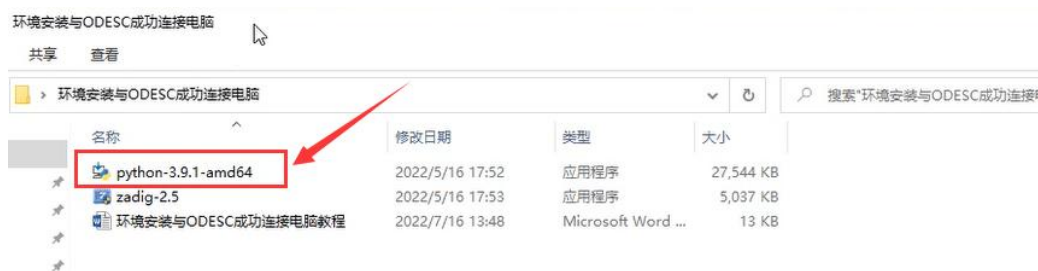 环境安装与ODESC成功连接电脑
共享 查看
环境安装与ODESC成功连接电脑 搜索"环境安装与ODESC成功连接
名称 修改日期 类型 大小
python-3.9.1-amd64 2022/5/16 17:52 应用程序 27,544 KB
zadig-2.5 2022/5/16 17:53 应用程序 5,037 KB
环境安装与ODESC成功连接电脑教程 2022/7/16 13:48 Microsoft Word ... 13 KB